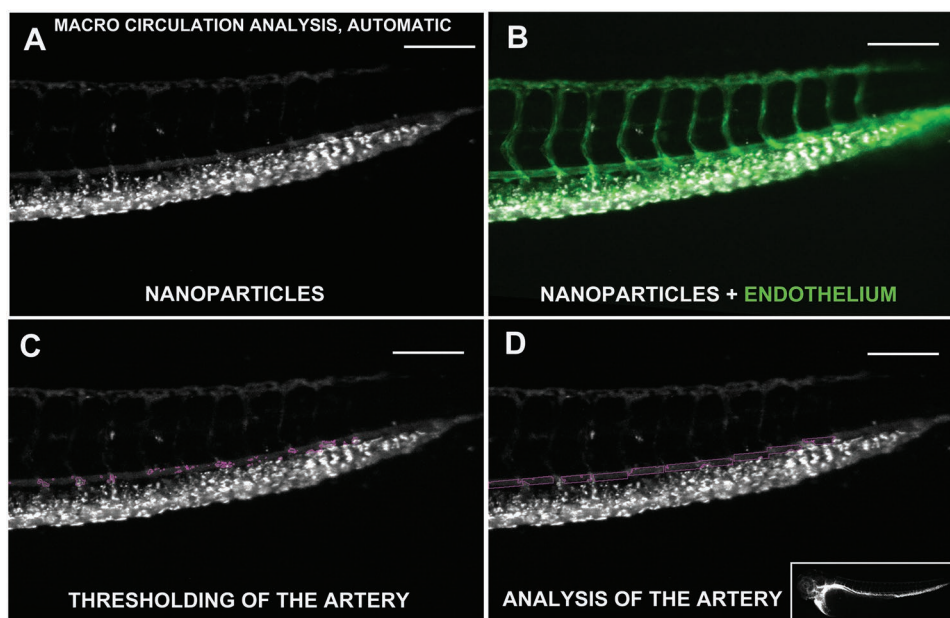 A
MACRO CIRCULATION ANALYSIS, AUTOMATIC
NANOPARTICLES
B
NANOPARTICLES + ENDOTHELIUM
C
THRESHOLDING OF THE ARTERY
D
ANALYSIS OF THE ARTERY